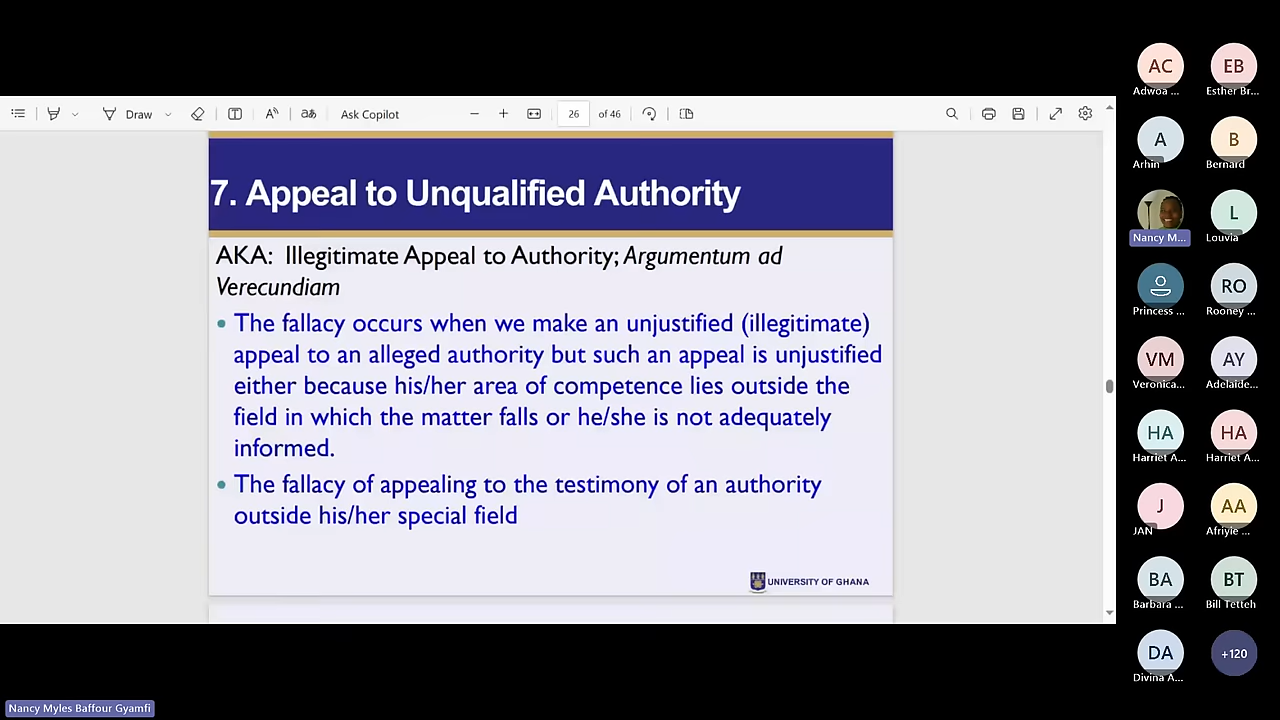 Draw
Ask Copilot
26
of 46
7. Appeal to Unqualified Authority
AKA: Illegitimate Appeal to Authority; Argumentum ad
Verecundiam
• The fallacy occurs when we make an unjustified (illegitimate)
appeal to an alleged authority but such an appeal is unjustified
either because his/her area of competence lies outside the
field in which the matter falls or he/she is not adequately
informed.
• The fallacy of appealing to the testimony of an authority
outside his/her special field
UNIVERSITY OF GHANA
AC
Adwoa ...
EB
Esther Br...
A
Arhin
B
Bernard
Nancy M...
L
Louvia
Princess ...
RO
Rooney ...
VM
Veronica...
AY
Adelaide...
HA
Harriet A...
HA
Harriet A...
J
JAN
AA
Afriyie ...
BA
Barbara ...
BT
Bill Tetteh
DA
Divina A...
+120
Nancy Myles Baffour Gyamfi